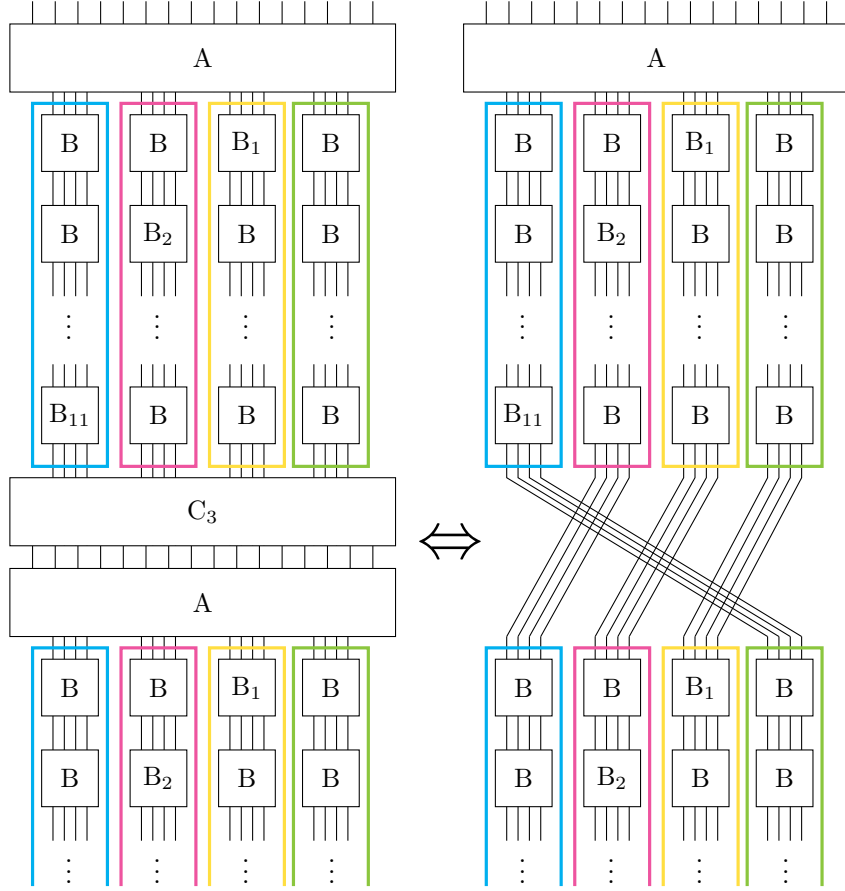 A A
B B B₁ B B B B₁ B
B B₂ B B B B₂ B B
⋮ ⋮ ⋮ ⋮ ⋮ ⋮ ⋮ ⋮
B₁₁ B B B B₁₁ B B B
C₃
⇔
A
B B B₁ B B B B₁ B
B B₂ B B B B₂ B B
⋮ ⋮ ⋮ ⋮ ⋮ ⋮ ⋮ ⋮